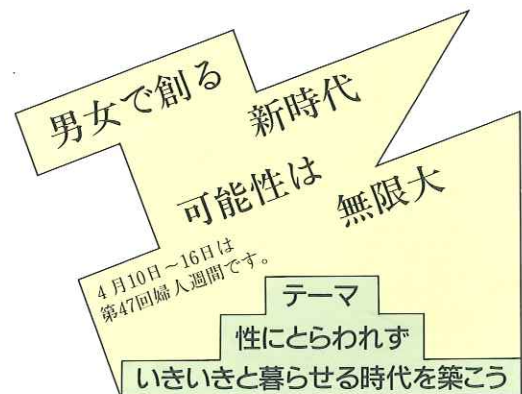 男女で創る
新時代
可能性は
無限大
4月10日～16日は
第47回婦人週間です。
テーマ
性にとらわれず
いきいきと暮らせる時代を築こう